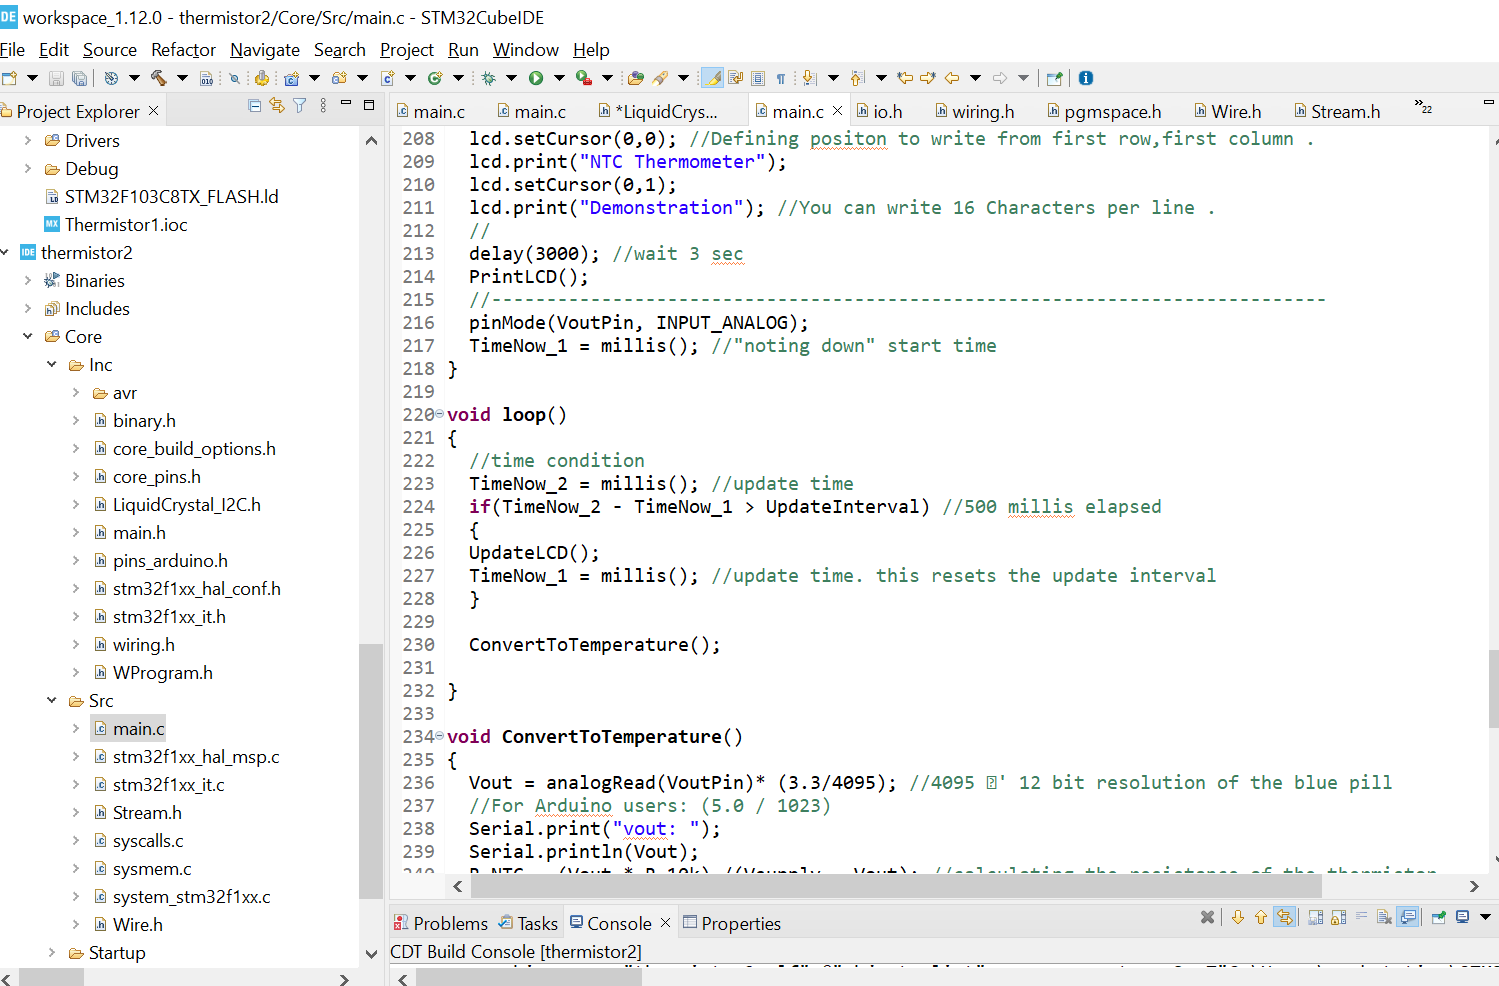 IDE workspace_1.12.0 - thermistor2/Core/Src/main.c - STM32CubeIDE
File Edit Source Refactor Navigate Search Project Run Window Help
Project Explorer
main.c main.c *LiquidCrys... main.c io.h wiring.h pgmspace.h Wire.h Stream.h »22
Drivers
Debug
STM32F103C8TX_FLASH.ld
MX Thermistor1.ioc
IDE thermistor2
Binaries
Includes
Core
Inc
avr
binary.h
core_build_options.h
core_pins.h
LiquidCrystal_I2C.h
main.h
pins_arduino.h
stm32f1xx_hal_conf.h
stm32f1xx_it.h
wiring.h
WProgram.h
Src
main.c
stm32f1xx_hal_msp.c
stm32f1xx_it.c
Stream.h
syscalls.c
sysmem.c
system_stm32f1xx.c
Wire.h
Startup
208 lcd.setCursor(0,0); //Defining positon to write from first row,first column .
209 lcd.print("NTC Thermometer");
210 lcd.setCursor(0,1);
211 lcd.print("Demonstration"); //You can write 16 Characters per line .
212 //
213 delay(3000); //wait 3 sec
214 PrintLCD();
215 //----------------------------------------------------------------------------
216 pinMode(VoutPin, INPUT_ANALOG);
217 TimeNow_1 = millis(); //"noting down" start time
218 }
219
220 void loop()
221 {
222 //time condition
223 TimeNow_2 = millis(); //update time
224 if(TimeNow_2 - TimeNow_1 > UpdateInterval) //500 millis elapsed
225 {
226 UpdateLCD();
227 TimeNow_1 = millis(); //update time. this resets the update interval
228 }
229
230 ConvertToTemperature();
231
232 }
233
234 void ConvertToTemperature()
235 {
236 Vout = analogRead(VoutPin)* (3.3/4095); //4095 ' 12 bit resolution of the blue pill
237 //For Arduino users: (5.0 / 1023)
238 Serial.print("vout: ");
239 Serial.println(Vout);
Problems Tasks Console Properties
CDT Build Console [thermistor2]